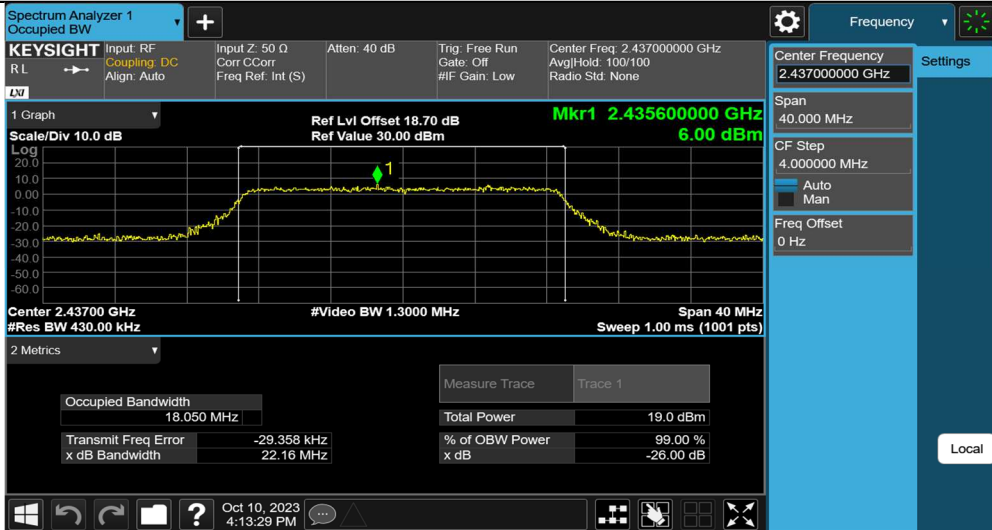 Spectrum Analyzer 1
Occupied BW
+
Frequency
KEYSIGHT
R L
LXI
Input: RF
Coupling: DC
Align: Auto
Input Z: 50 Ω
Corr CCorr
Freq Ref: Int (S)
Atten: 40 dB
Trig: Free Run
Gate: Off
#IF Gain: Low
Center Freq: 2.437000000 GHz
Avg|Hold: 100/100
Radio Std: None
Center Frequency
2.437000000 GHz
Settings
Span
40.000 MHz
CF Step
4.000000 MHz
Auto
Man
Freq Offset
0 Hz
Local
1 Graph
Scale/Div 10.0 dB
Ref Lvl Offset 18.70 dB
Ref Value 30.00 dBm
Mkr1 2.435600000 GHz
6.00 dBm
Log
20.0
10.0
0.00
-10.0
-20.0
-30.0
-40.0
-50.0
-60.0
1
Center 2.43700 GHz
#Video BW 1.3000 MHz
Span 40 MHz
#Res BW 430.00 kHz
Sweep 1.00 ms (1001 pts)
2 Metrics
Measure Trace Trace 1
Occupied Bandwidth
18.050 MHz
Total Power 19.0 dBm
Transmit Freq Error -29.358 kHz
% of OBW Power 99.00 %
x dB Bandwidth 22.16 MHz
x dB -26.00 dB
?
Oct 10, 2023
4:13:29 PM